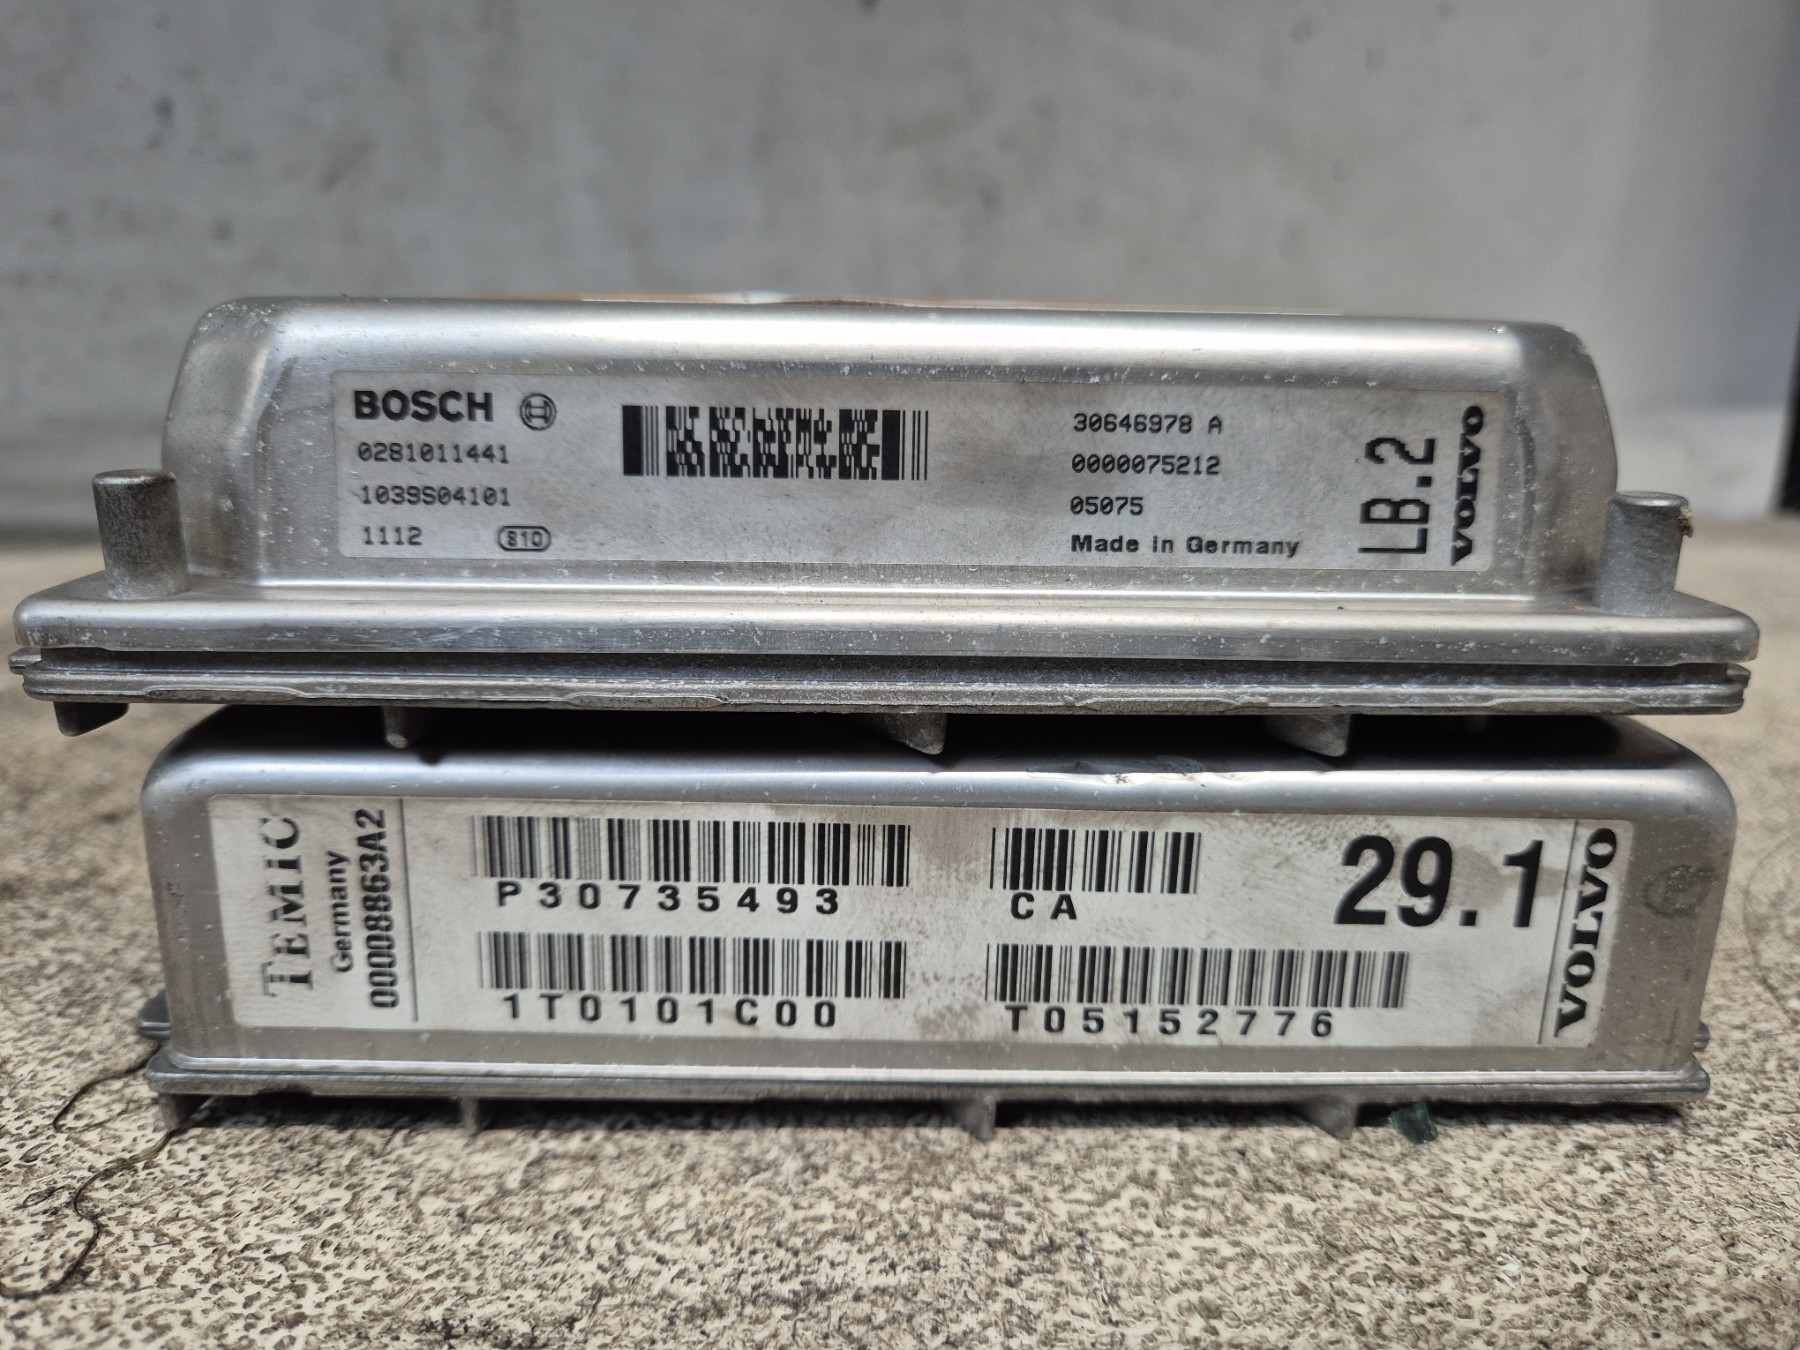 BOSCH
0281011441
1039S04101
1112 810
30646978 A
0000075212
05075
Made in Germany
LB.2
VOLVO
TEMIC
Germany
00008863A2
P30735493
CA
1T0101C00
T05152776
29.1
VOLVO